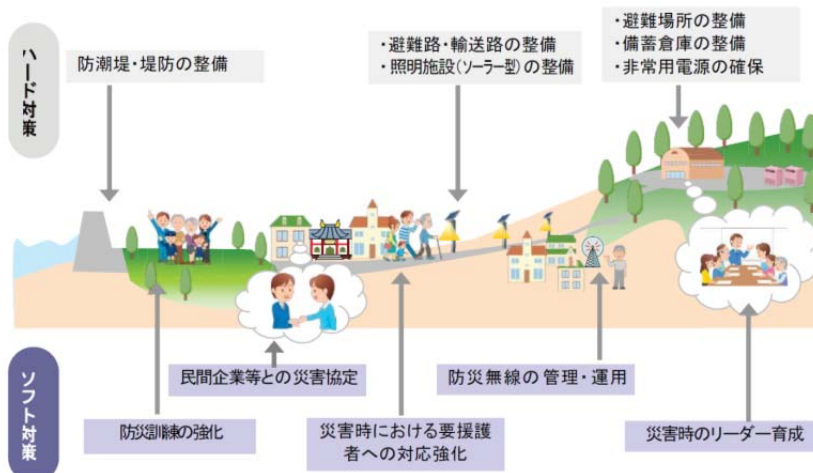 ハード対策
防潮堤・堤防の整備
・避難路・輸送路の整備
・照明施設(ソーラー型)の整備
・避難場所の整備
・備蓄倉庫の整備
・非常用電源の確保
ソフト対策
民間企業等との災害協定
防災訓練の強化
災害時における要援護
者への対応強化
防災無線の管理・運用
災害時のリーダー育成